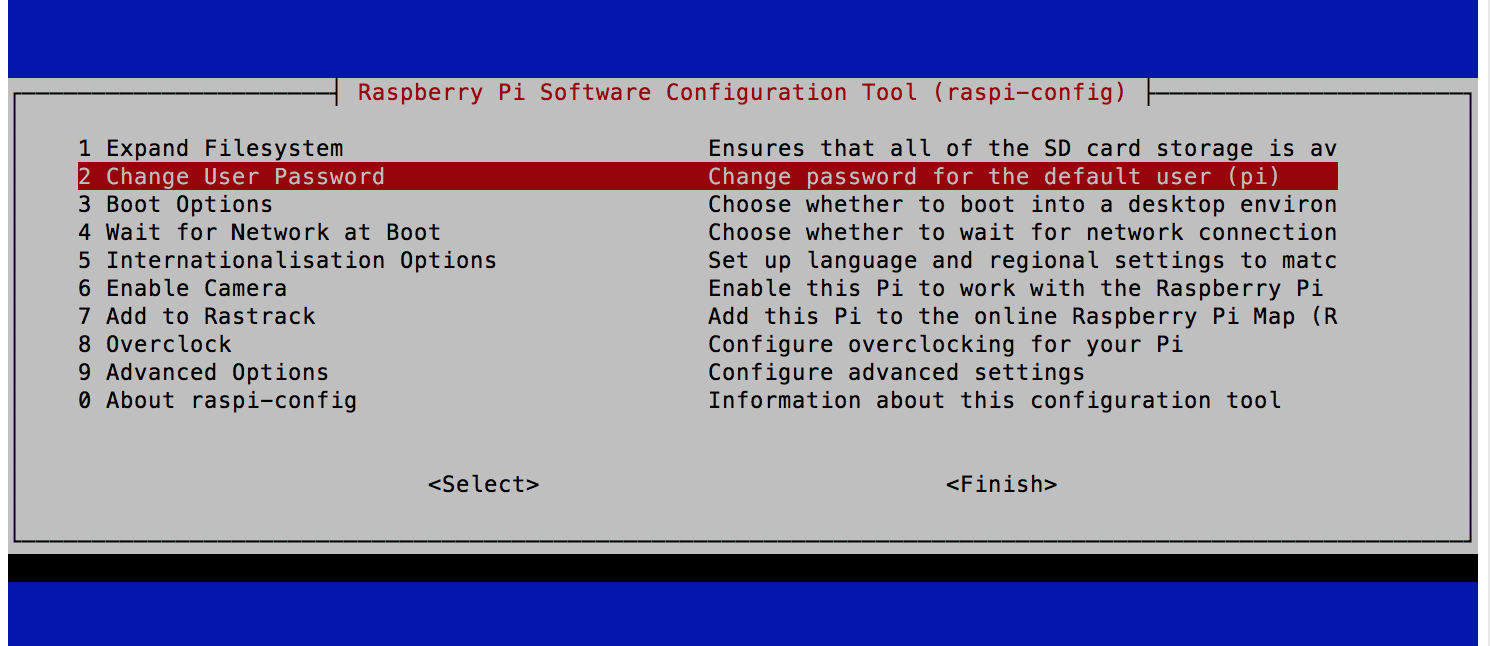 Raspberry Pi Software Configuration Tool (raspi-config)
1 Expand Filesystem Ensures that all of the SD card storage is av
2 Change User Password Change password for the default user (pi)
3 Boot Options Choose whether to boot into a desktop environ
4 Wait for Network at Boot Choose whether to wait for network connection
5 Internationalisation Options Set up language and regional settings to matc
6 Enable Camera Enable this Pi to work with the Raspberry Pi
7 Add to Rastrack Add this Pi to the online Raspberry Pi Map (R
8 Overclock Configure overclocking for your Pi
9 Advanced Options Configure advanced settings
0 About raspi-config Information about this configuration tool
<Select> <Finish>